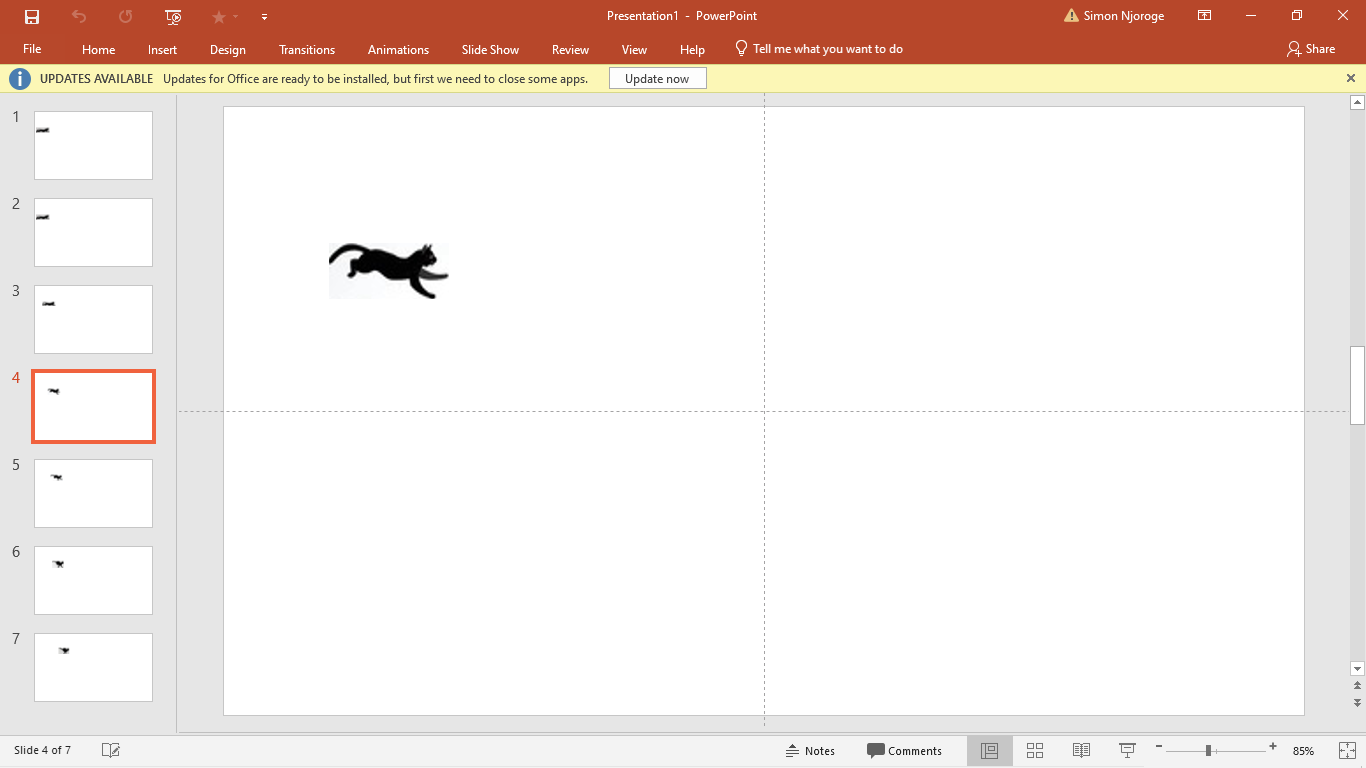 Presentation1 - PowerPoint
Simon Njoroge
File Home Insert Design Transitions Animations Slide Show Review View Help Tell me what you want to do Share
UPDATES AVAILABLE Updates for Office are ready to be installed, but first we need to close some apps. Update now
1
2
3
4
5
6
7
Slide 4 of 7 Notes Comments 85%